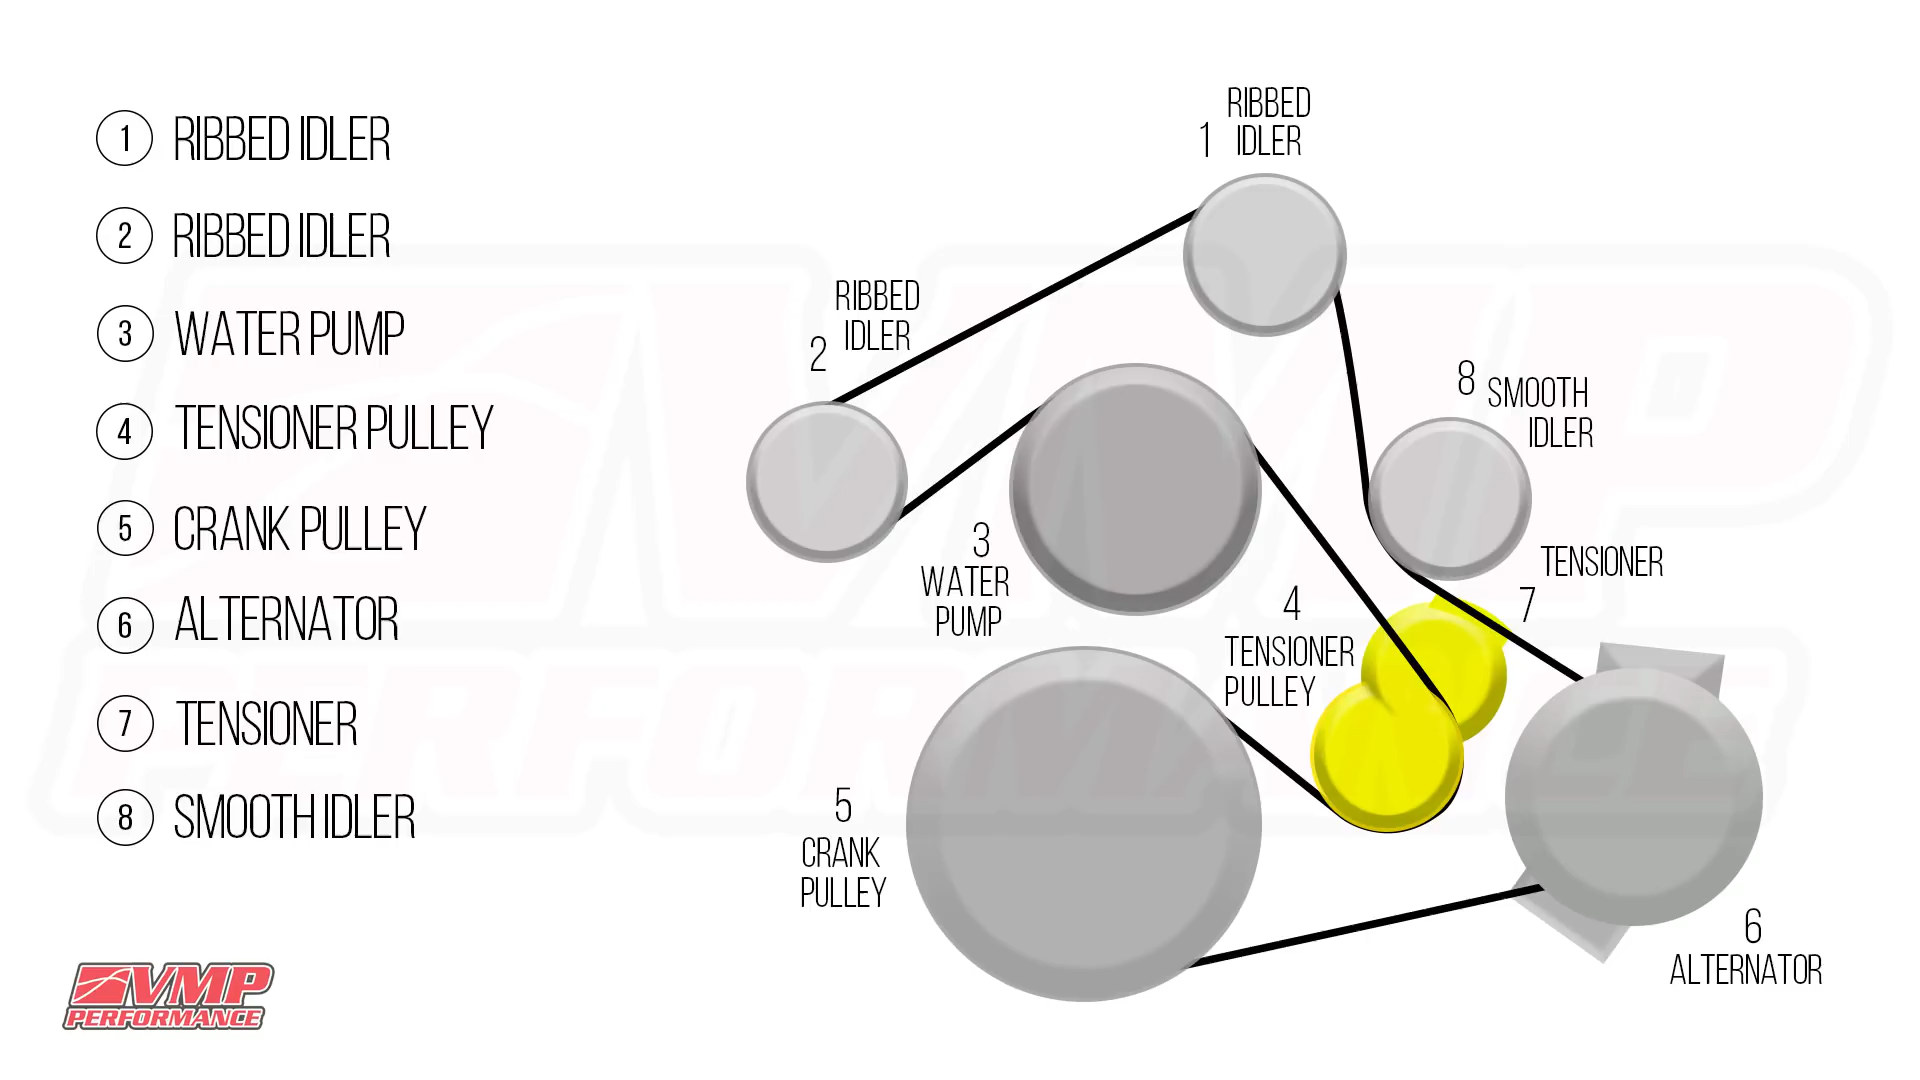 1 RIBBED IDLER
2 RIBBED IDLER
3 WATER PUMP
4 TENSIONER PULLEY
5 CRANK PULLEY
6 ALTERNATOR
7 TENSIONER
8 SMOOTH IDLER
VMP
PERFORMANCE
RIBBED
1 IDLER
RIBBED
2 IDLER
8 SMOOTH
IDLER
3
WATER
PUMP
TENSIONER
7
4
TENSIONER
PULLEY
5
CRANK
PULLEY
6
ALTERNATOR
VMP
PERFORMANCE